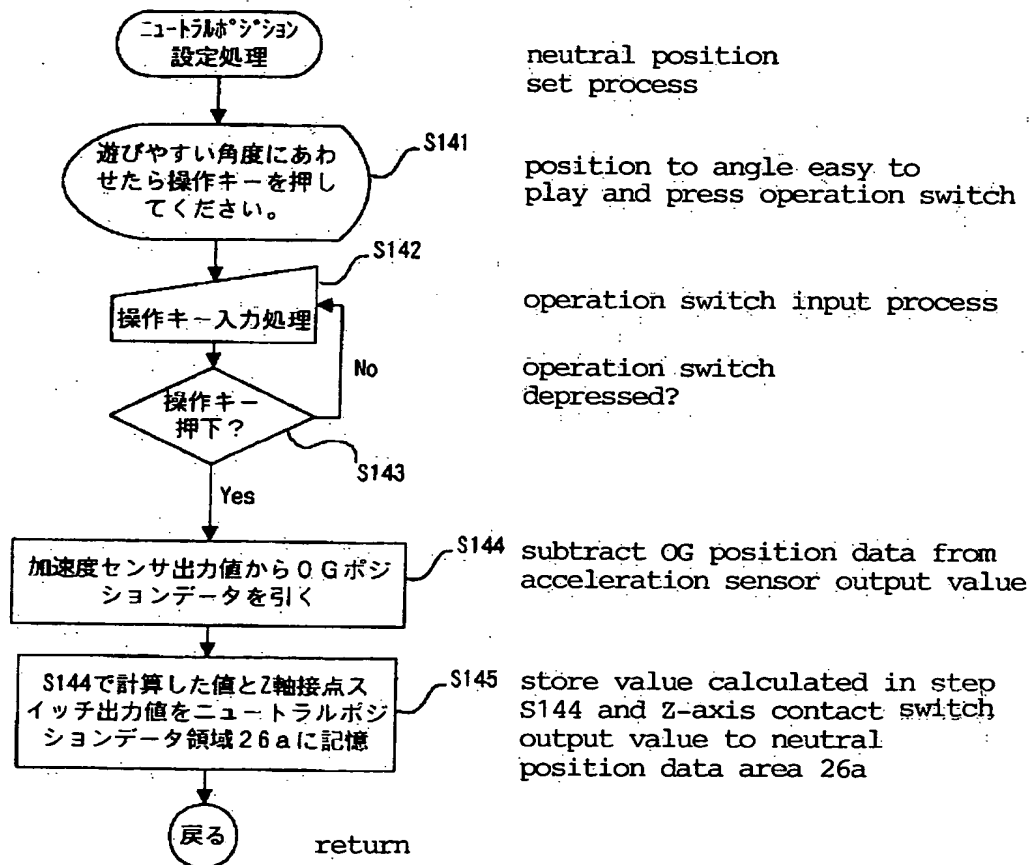 ニュートラルポジション
設定処理
neutral position
set process
遊びやすい角度にあわ
せたら操作キーを押し
てください。
S141
position to angle easy to
play and press operation switch
S142
操作キー入力処理
operation switch input process
No
操作キー
押下?
S143
operation switch
depressed?
Yes
加速度センサ出力値から0Gポジ
ションデータを引く
S144
subtract OG position data from
acceleration sensor output value
S144で計算した値とZ軸接点ス
イッチ出力値をニュートラルポジ
ションデータ領域26aに記憶
S145
store value calculated in step
S144 and Z-axis contact switch
output value to neutral
position data area 26a
戻る
return